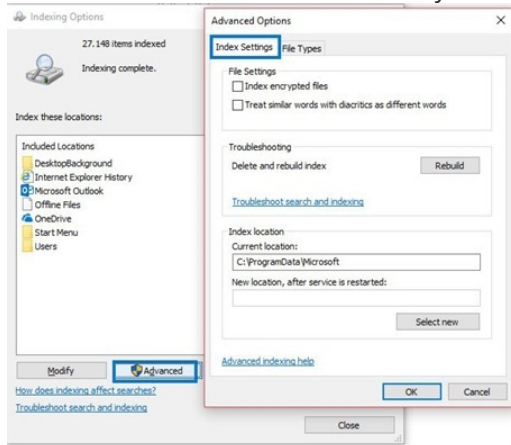 Indexing Options
27.148 items indexed
Indexing complete.
Index these locations:
Included Locations
DesktopBackground
Internet Explorer History
Microsoft Outlook
Offline Files
OneDrive
Start Menu
Users
Modify
Advanced
How does indexing affect searches?
Troubleshoot search and indexing
Close
Advanced Options
Index Settings
File Types
File Settings
Index encrypted files
Treat similar words with diacritics as different words
Troubleshooting
Delete and rebuild index
Rebuild
Troubleshoot search and indexing
Index location
Current location:
C:\ProgramData\Microsoft
New location, after service is restarted:
Select new
Advanced indexing help
OK
Cancel